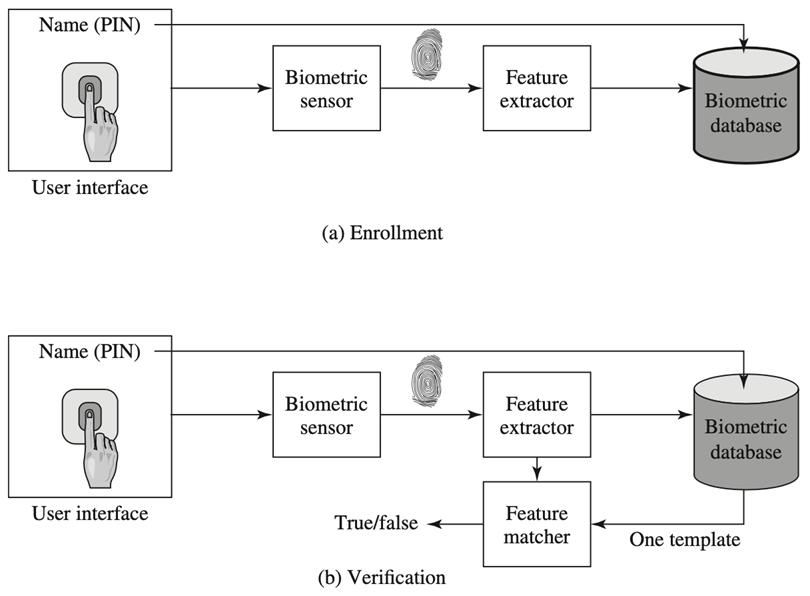 Name (PIN)
Biometric
sensor
Feature
extractor
Biometric
database
User interface
(a) Enrollment
Name (PIN)
Biometric
sensor
Feature
extractor
Biometric
database
User interface
True/false
Feature
matcher
One template
(b) Verification